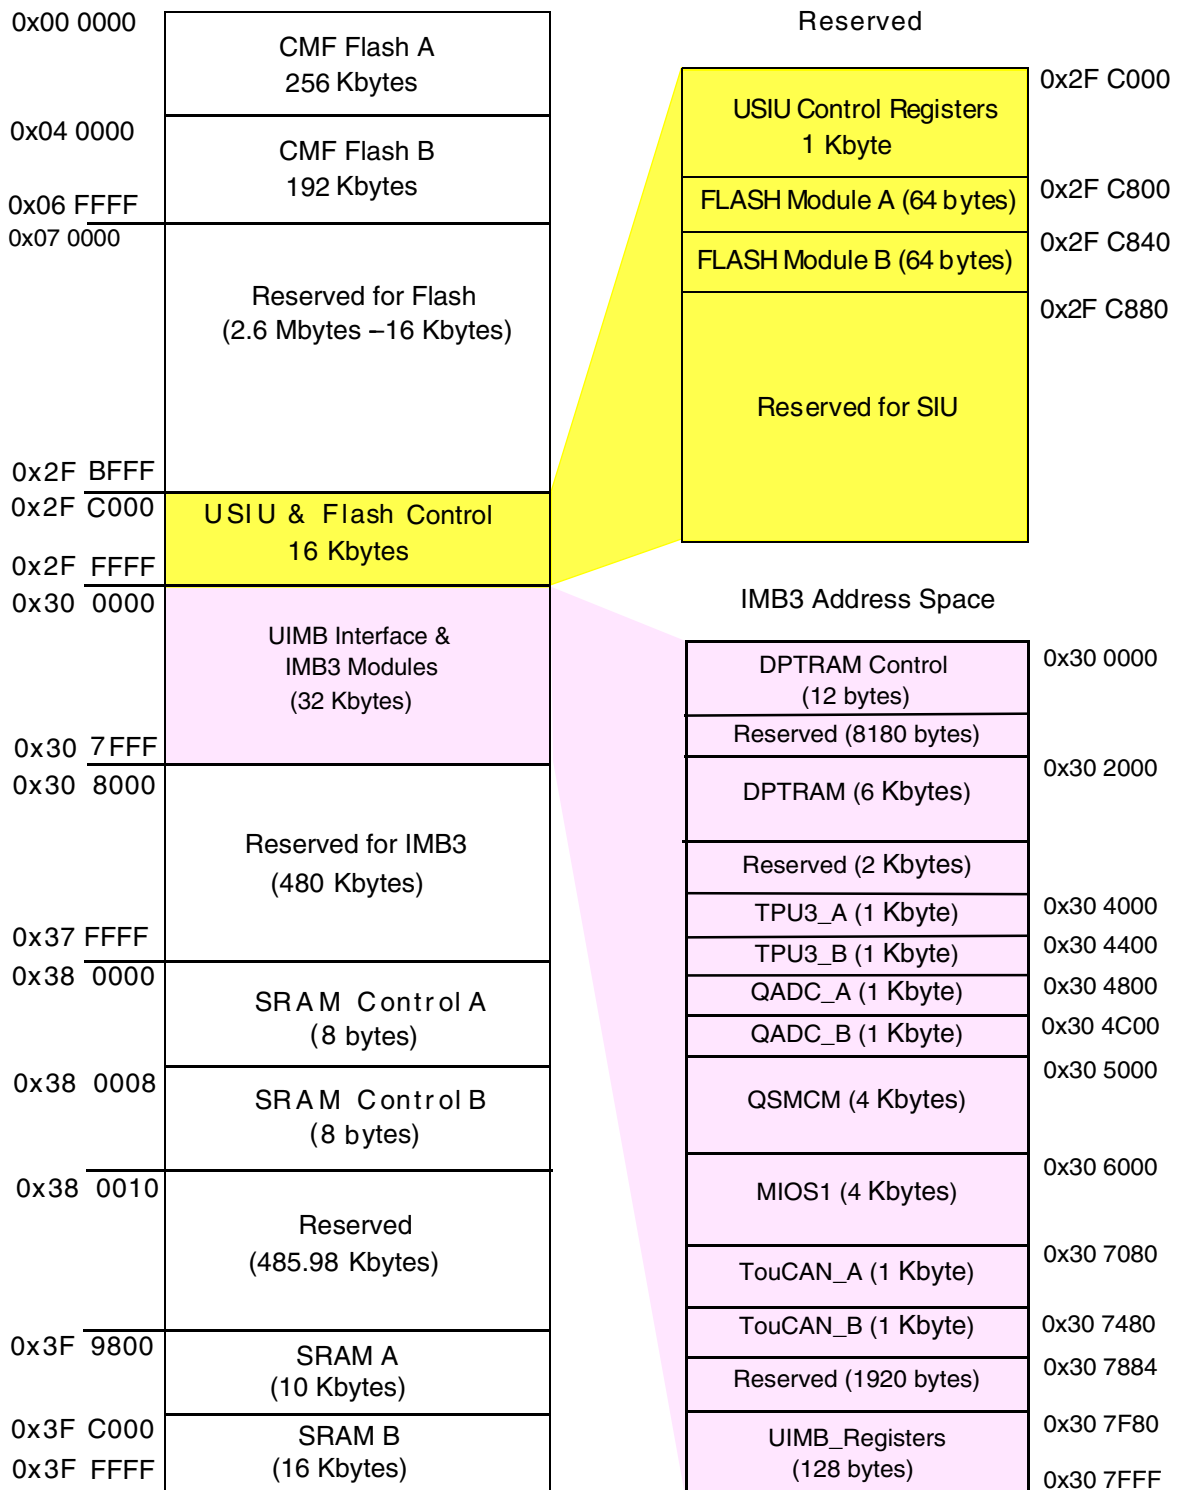 0x00 0000
CMF Flash A
256 Kbytes
0x04 0000
CMF Flash B
192 Kbytes
0x06 FFFF
0x07 0000
Reserved for Flash
(2.6 Mbytes –16 Kbytes)
0x2F BFFF
0x2F C000
USIU & Flash Control
16 Kbytes
0x2F FFFF
0x30 0000
UIMB Interface &
IMB3 Modules
(32 Kbytes)
0x30 7FFF
0x30 8000
Reserved for IMB3
(480 Kbytes)
0x37 FFFF
0x38 0000
SRAM Control A
(8 bytes)
0x38 0008
SRAM Control B
(8 bytes)
0x38 0010
Reserved
(485.98 Kbytes)
0x3F 9800
SRAM A
(10 Kbytes)
0x3F C000
SRAM B
(16 Kbytes)
0x3F FFFF
Reserved
0x2F C000
USIU Control Registers
1 Kbyte
FLASH Module A (64 bytes)
0x2F C800
FLASH Module B (64 bytes)
0x2F C840
0x2F C880
Reserved for SIU
IMB3 Address Space
DPTRAM Control
(12 bytes)
0x30 0000
Reserved (8180 bytes)
DPTRAM (6 Kbytes)
0x30 2000
Reserved (2 Kbytes)
TPU3_A (1 Kbyte)
0x30 4000
TPU3_B (1 Kbyte)
0x30 4400
QADC_A (1 Kbyte)
0x30 4800
QADC_B (1 Kbyte)
0x30 4C00
QSMCM (4 Kbytes)
0x30 5000
MIOS1 (4 Kbytes)
0x30 6000
TouCAN_A (1 Kbyte)
0x30 7080
TouCAN_B (1 Kbyte)
0x30 7480
Reserved (1920 bytes)
0x30 7884
UIMB_Registers
(128 bytes)
0x30 7F80
0x30 7FFF